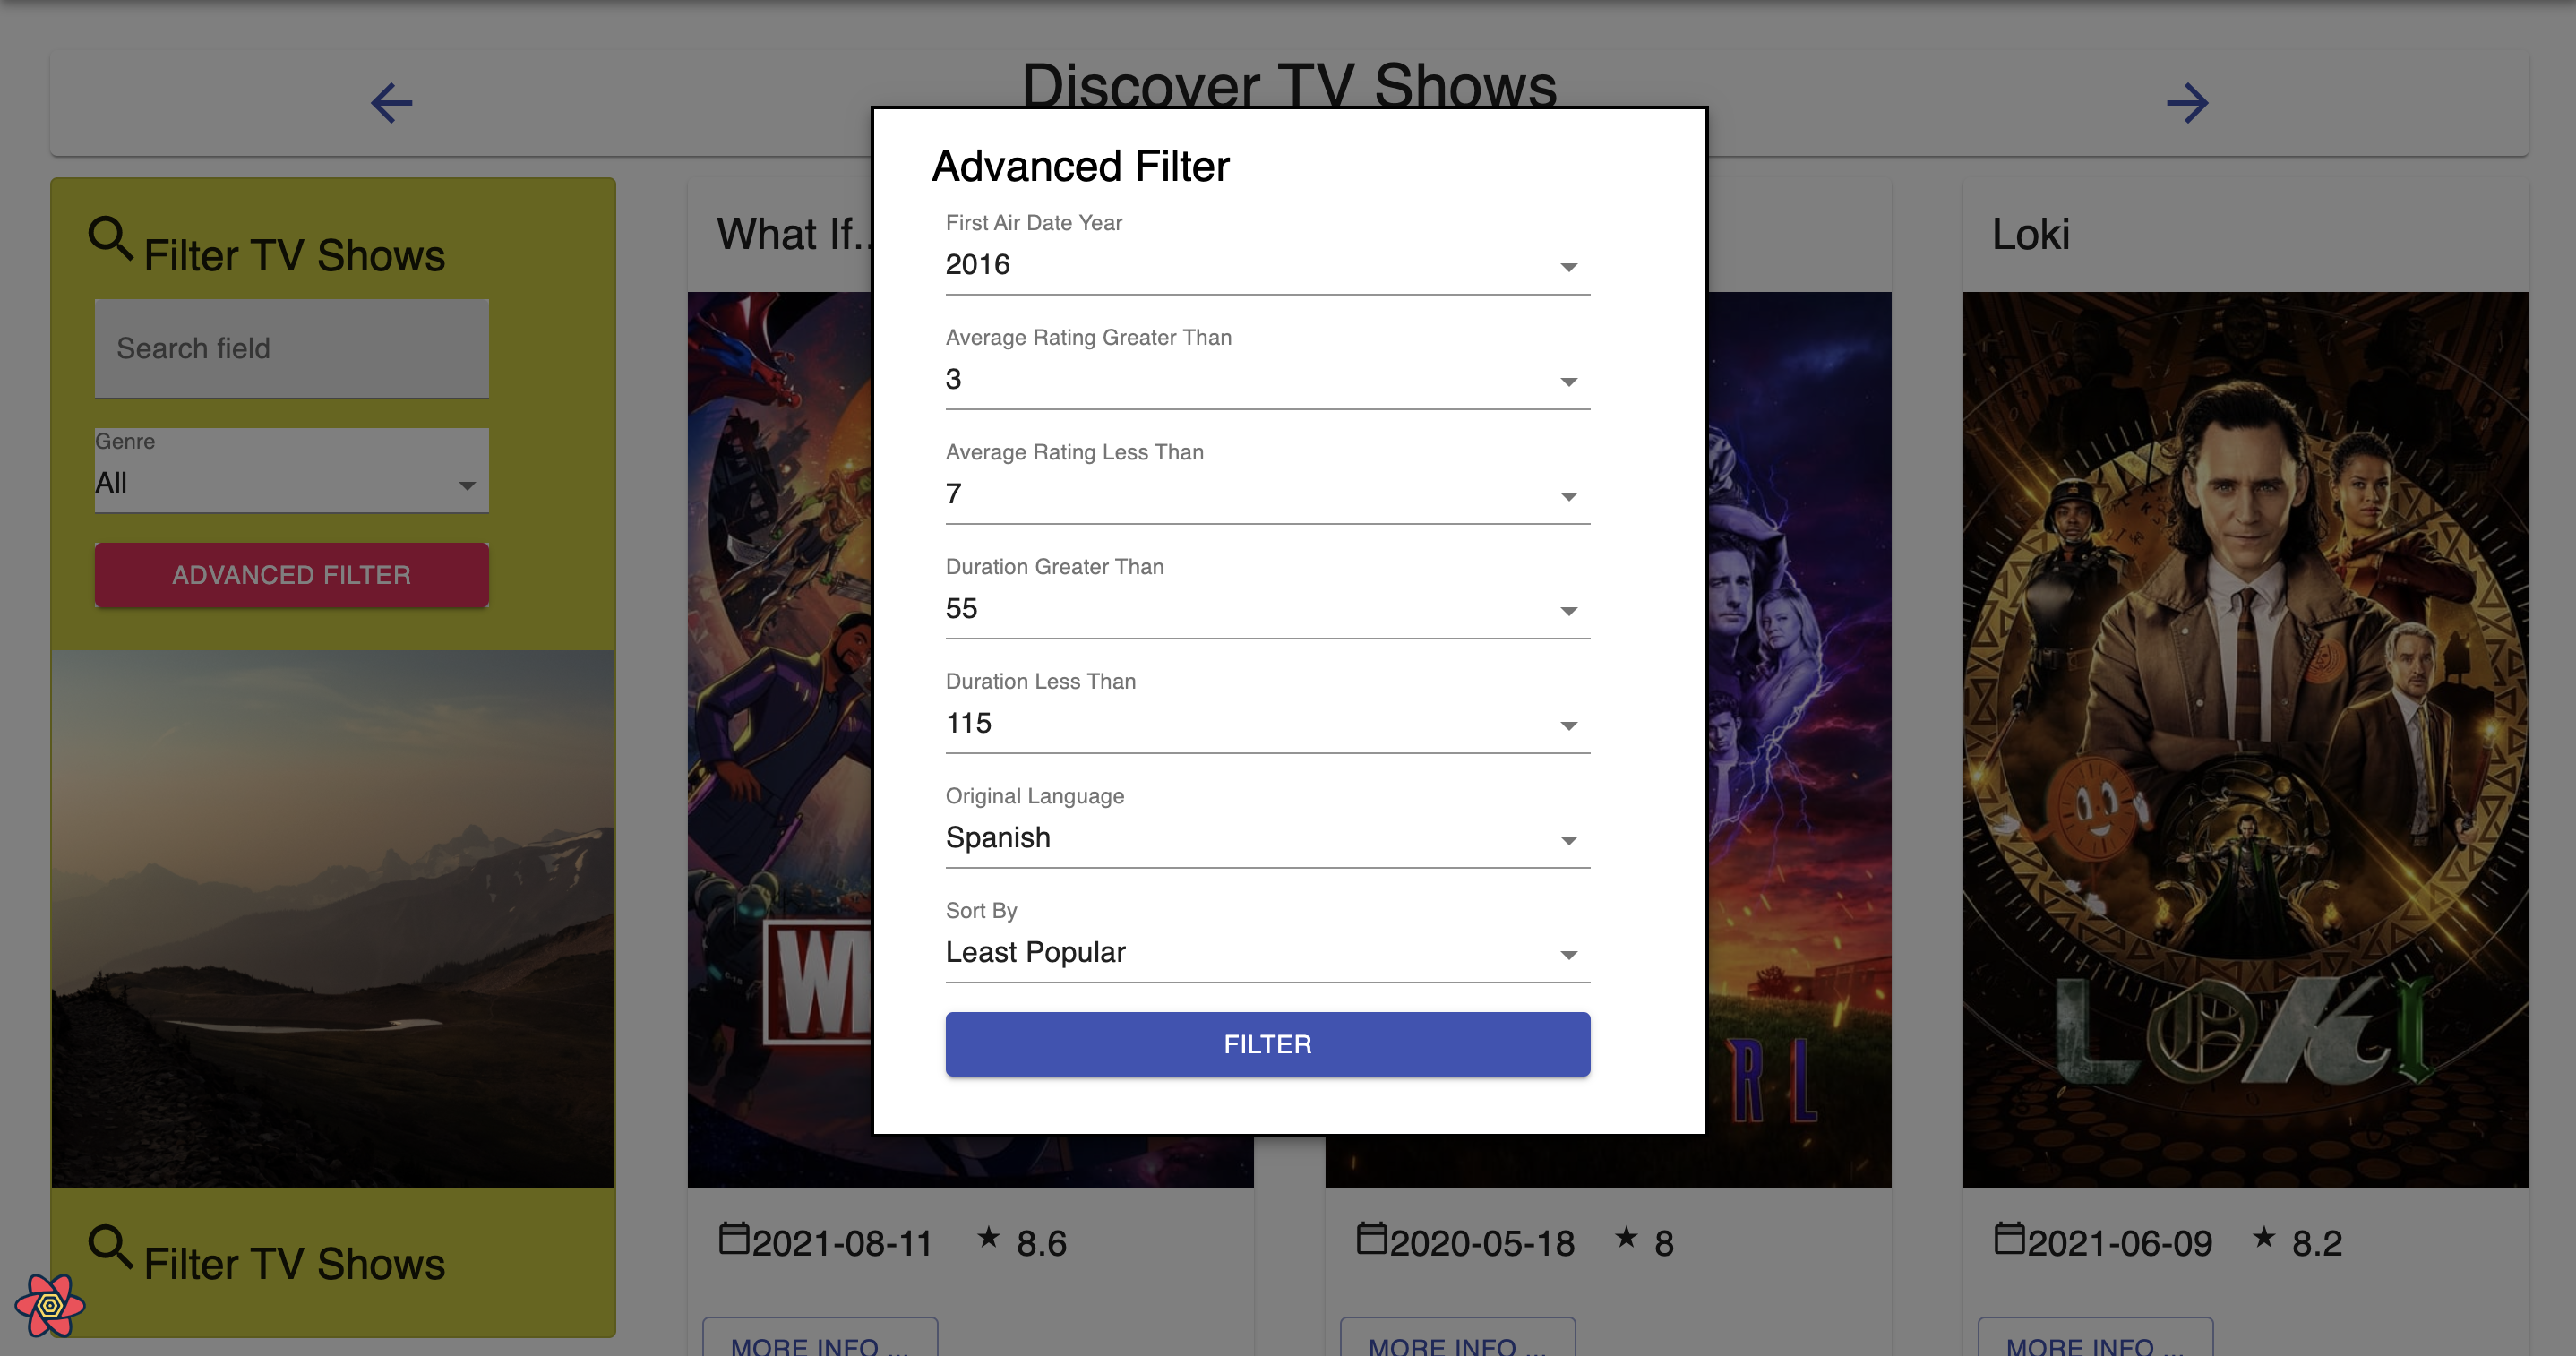 Discover TV Shows
Filter TV Shows
Search field
Genre
All
ADVANCED FILTER
Filter TV Shows
What If..
2021-08-11 ★ 8.6
MORE INFO ...
Advanced Filter
First Air Date Year
2016
Average Rating Greater Than
3
Average Rating Less Than
7
Duration Greater Than
55
Duration Less Than
115
Original Language
Spanish
Sort By
Least Popular
FILTER
RL
2020-05-18 ★ 8
MORE INFO ...
Loki
LOKI
2021-06-09 ★ 8.2
MORE INFO ...